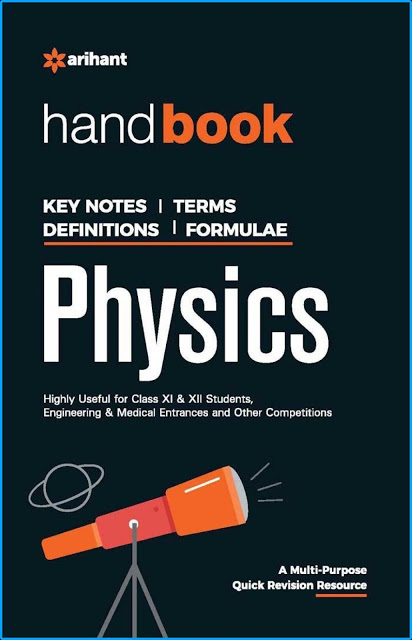 arihant
handbook
KEY NOTES | TERMS
DEFINITIONS | FORMULAE
Physics
Highly Useful for Class XI & XII Students,
Engineering & Medical Entrances and Other Competitions
A Multi-Purpose
Quick Revision Resource